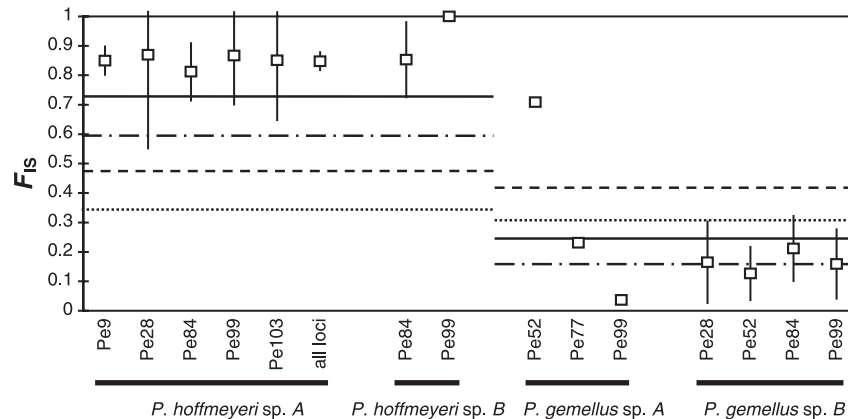 1
0.9
0.8
0.7
0.6
0.5
0.4
0.3
0.2
0.1
0
FIS
Pe9
Pe28
Pe84
Pe99
Pe103
all loci
Pe84
Pe99
Pe52
Pe77
Pe99
Pe28
Pe52
Pe84
Pe99
P. hoffmeyeri sp. A
P. hoffmeyeri sp. B
P. gemellus sp. A
P. gemellus sp. B